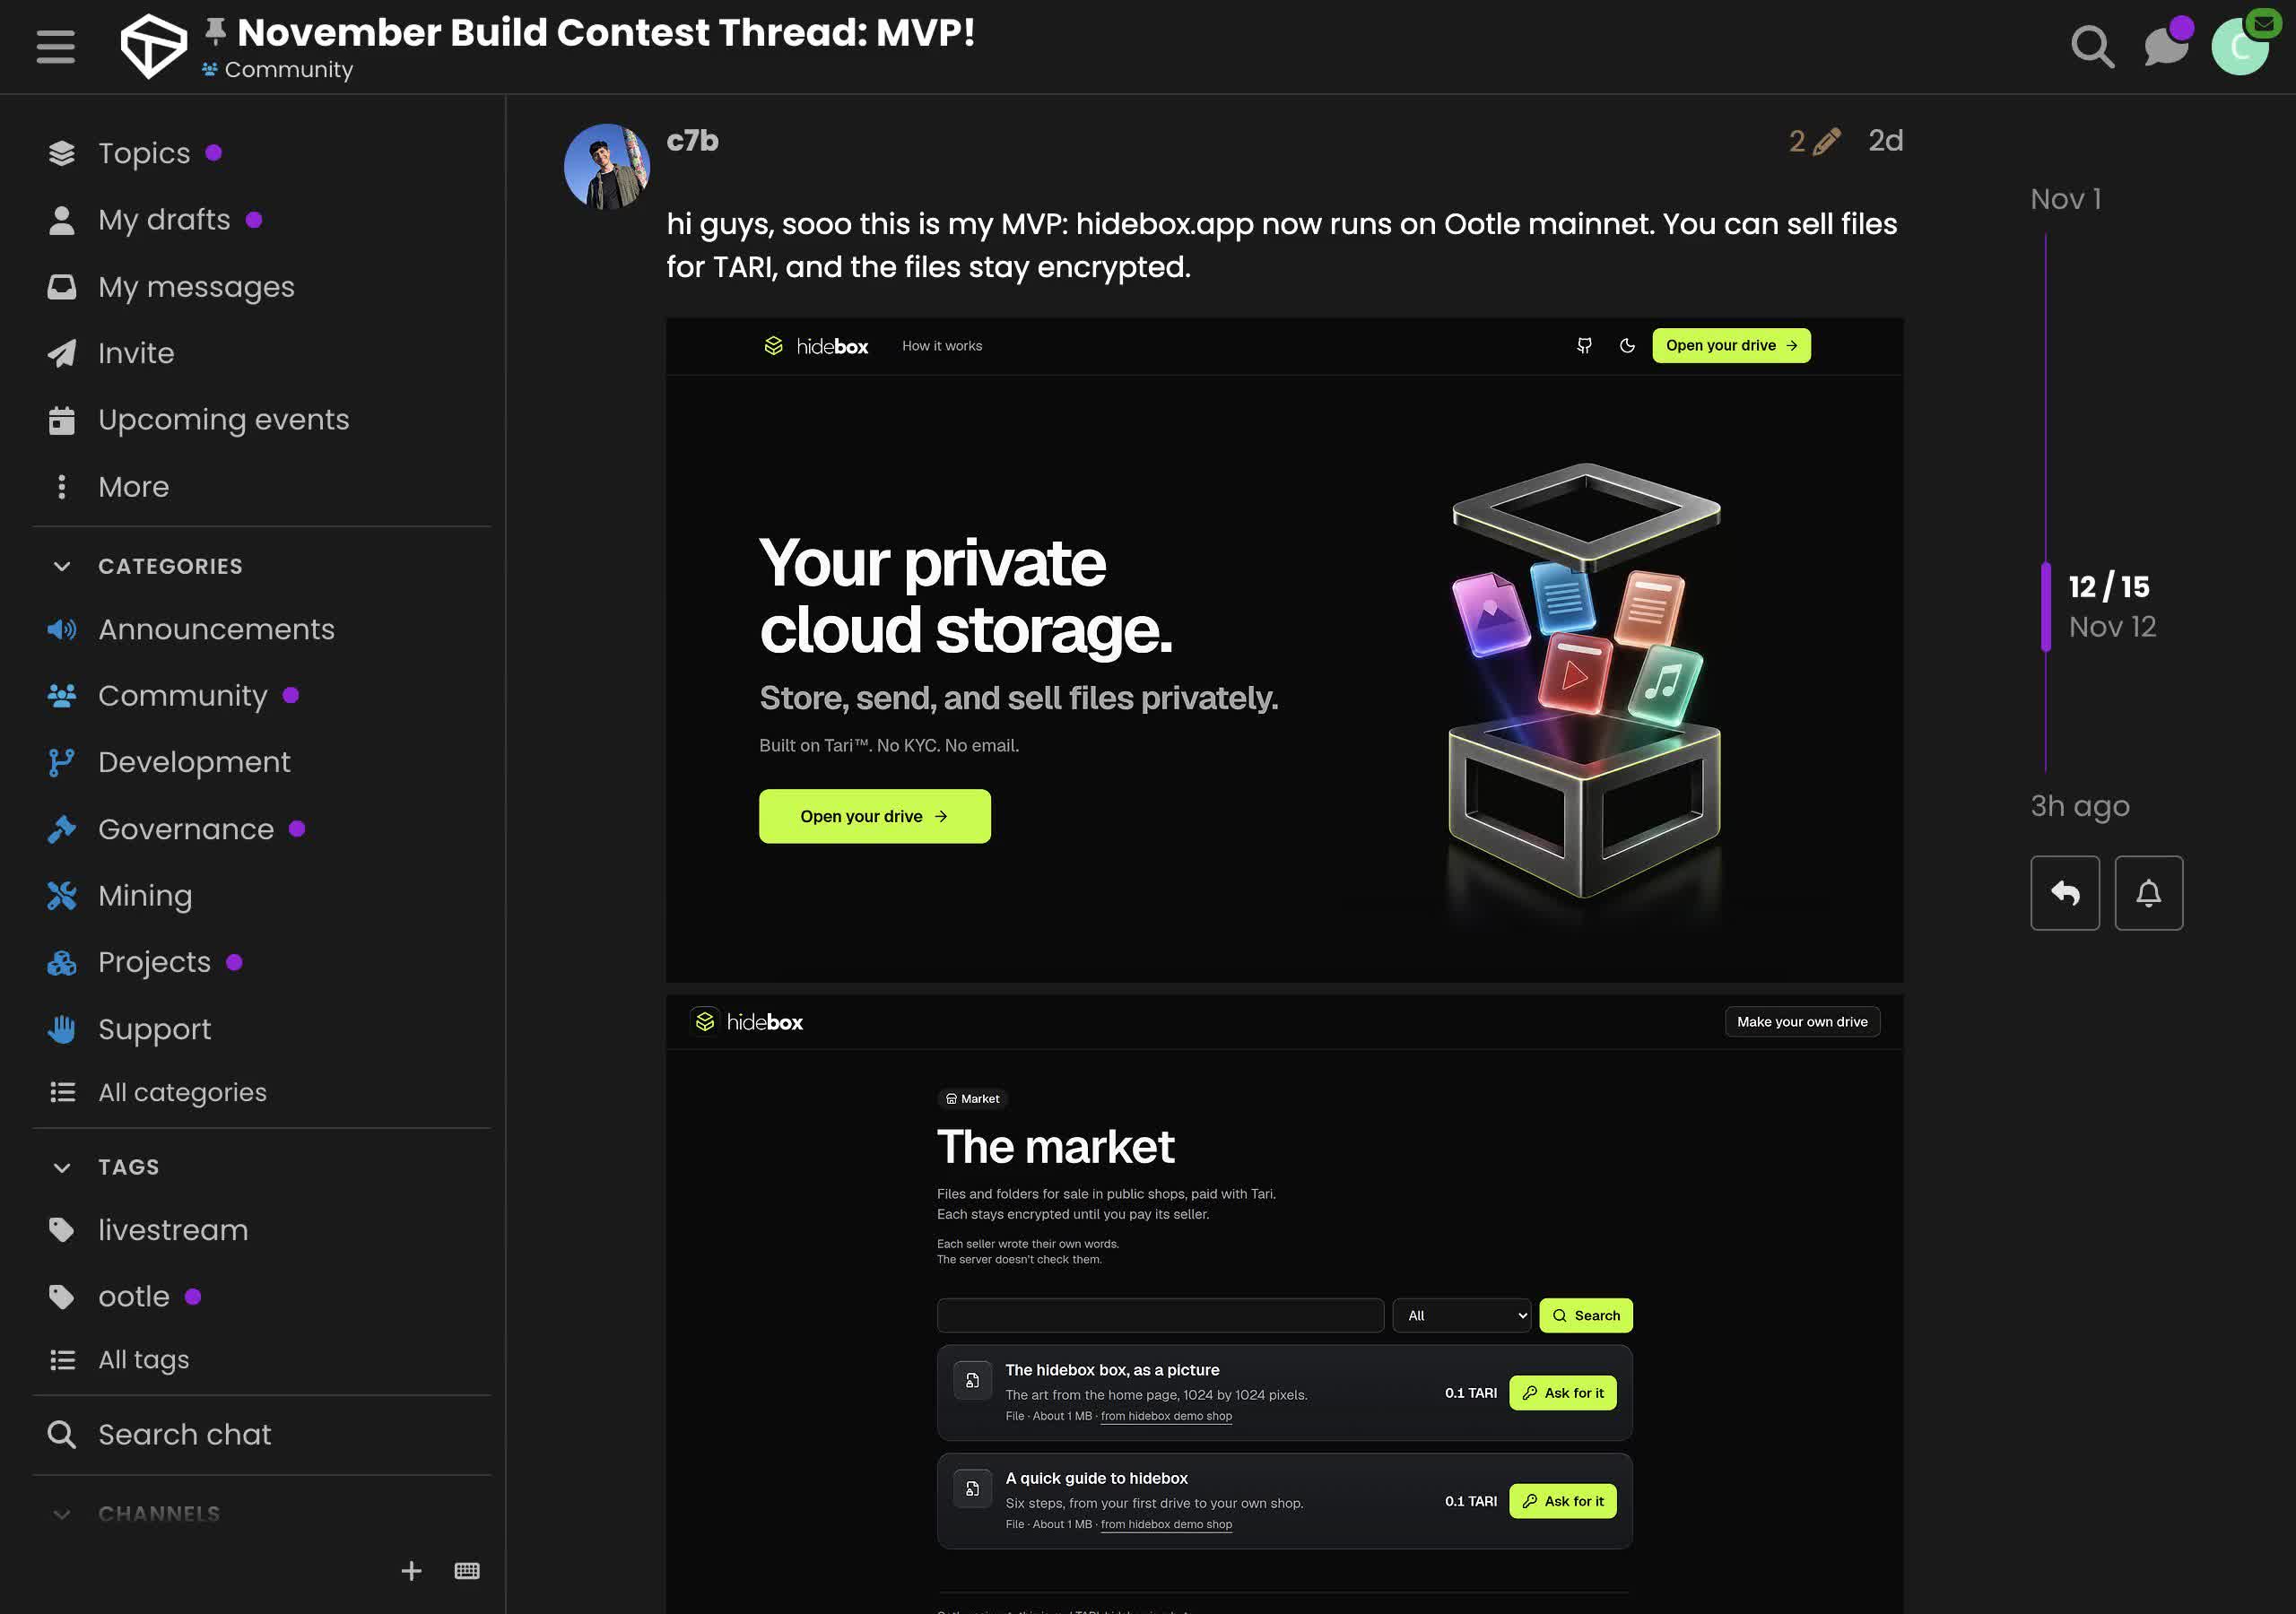 November Build Contest Thread: MVP!
Community
C
Topics
My drafts
My messages
Invite
Upcoming events
More
CATEGORIES
Announcements
Community
Development
Governance
Mining
Projects
Support
All categories
TAGS
livestream
ootle
All tags
Search chat
CHANNELS
c7b
2
2d
hi guys, sooo this is my MVP: hidebox.app now runs on Ootle mainnet. You can sell files
for TARI, and the files stay encrypted.
hidebox
How it works
Open your drive →
Your private
cloud storage.
Store, send, and sell files privately.
Built on Tari™. No KYC. No email.
Open your drive →
hidebox
Make your own drive
Market
The market
Files and folders for sale in public shops, paid with Tari.
Each stays encrypted until you pay its seller.
Each seller wrote their own words.
The server doesn't check them.
All
Search
The hidebox box, as a picture
The art from the home page, 1024 by 1024 pixels.
File · About 1 MB · from hidebox demo shop
0.1 TARI
Ask for it
A quick guide to hidebox
Six steps, from your first drive to your own shop.
File · About 1 MB · from hidebox demo shop
0.1 TARI
Ask for it
Nov 1
12 / 15
Nov 12
3h ago